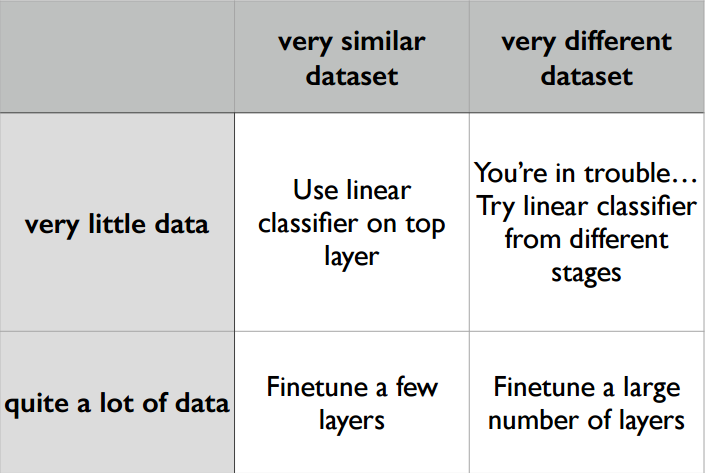 very similar
dataset
very different
dataset
very little data
Use linear
classifier on top
layer
You're in trouble…
Try linear classifier
from different
stages
quite a lot of data
Finetune a few
layers
Finetune a large
number of layers